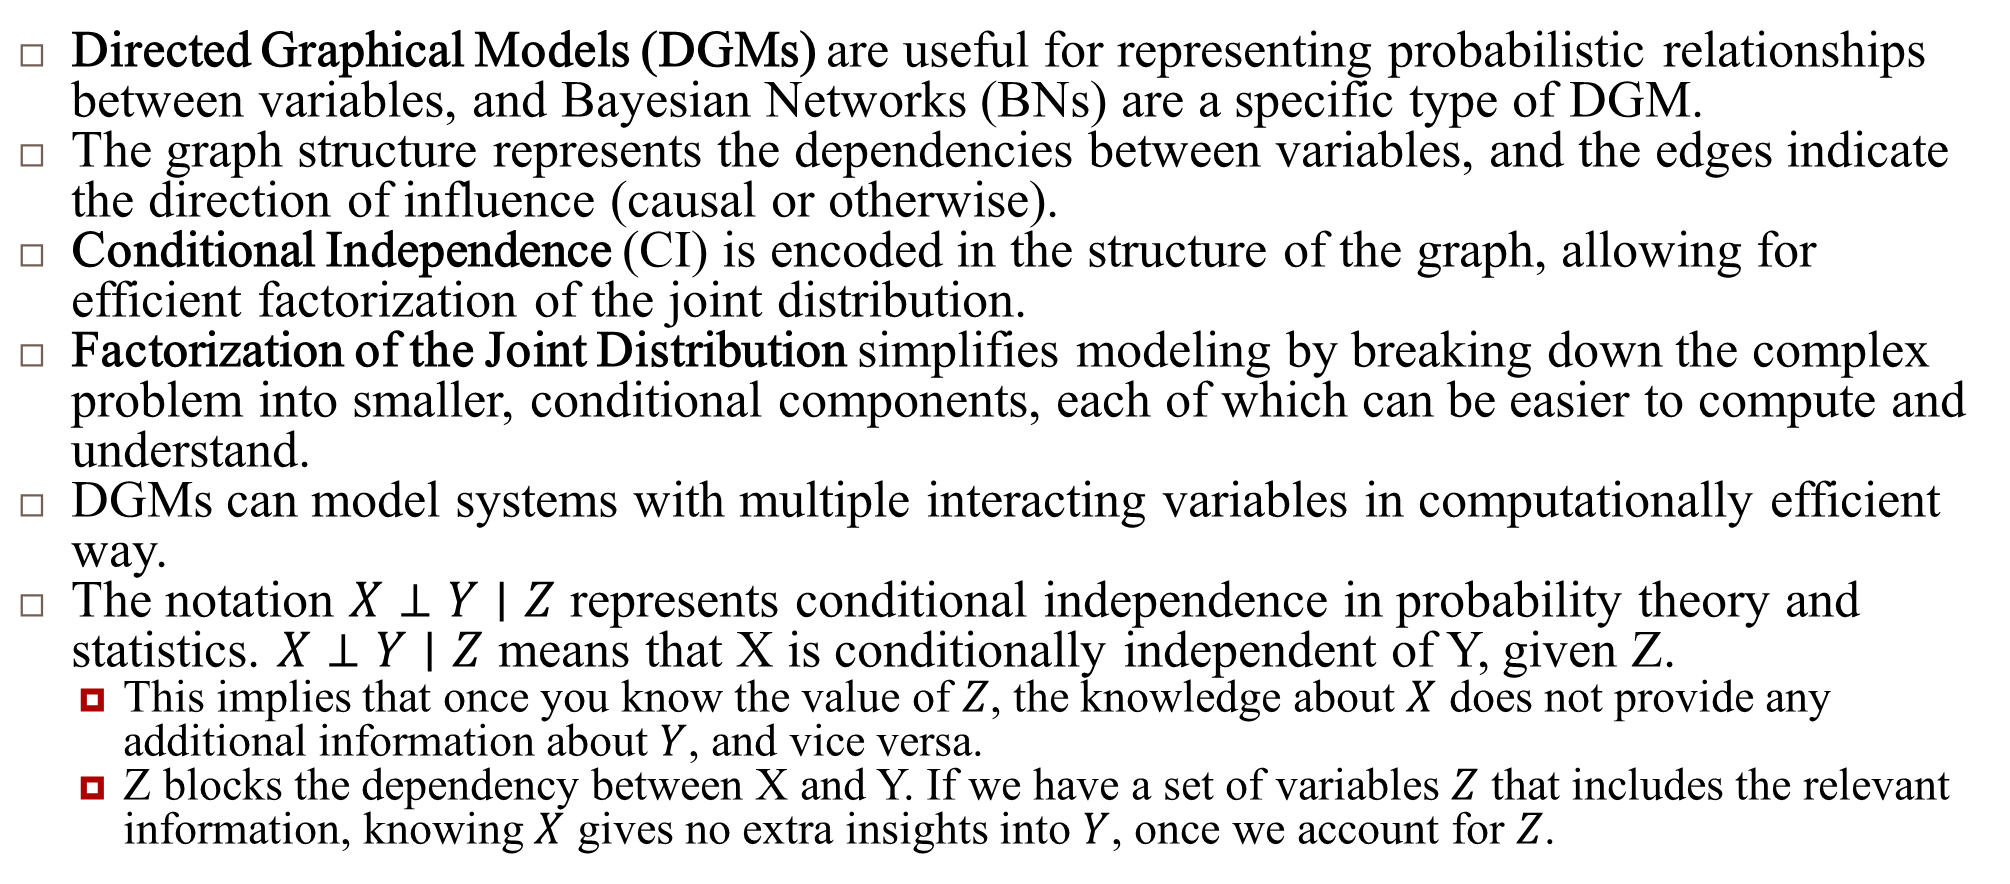 □ Directed Graphical Models (DGMs) are useful for representing probabilistic relationships
between variables, and Bayesian Networks (BNs) are a specific type of DGM.
□ The graph structure represents the dependencies between variables, and the edges indicate
the direction of influence (causal or otherwise).
□ Conditional Independence (CI) is encoded in the structure of the graph, allowing for
efficient factorization of the joint distribution.
□ Factorization of the Joint Distribution simplifies modeling by breaking down the complex
problem into smaller, conditional components, each of which can be easier to compute and
understand.
□ DGMs can model systems with multiple interacting variables in computationally efficient
way.
□ The notation X ⊥ Y | Z represents conditional independence in probability theory and
statistics. X ⊥ Y | Z means that X is conditionally independent of Y, given Z.
□ This implies that once you know the value of Z, the knowledge about X does not provide any
additional information about Y, and vice versa.
□ Z blocks the dependency between X and Y. If we have a set of variables Z that includes the relevant
information, knowing X gives no extra insights into Y, once we account for Z.